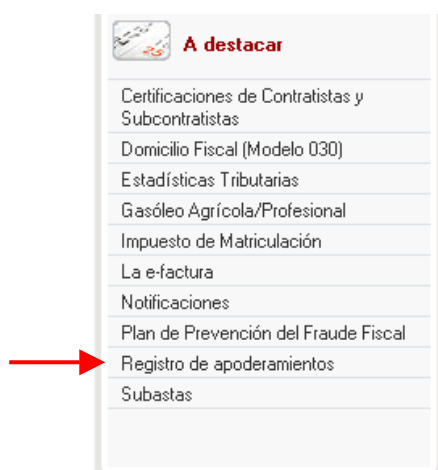 A destacar
Certificaciones de Contratistas y
Subcontratistas
Domicilio Fiscal (Modelo 030)
Estadísticas Tributarias
Gasóleo Agrícola/Profesional
Impuesto de Matriculación
La e-factura
Notificaciones
Plan de Prevención del Fraude Fiscal
Registro de apoderamientos
Subastas